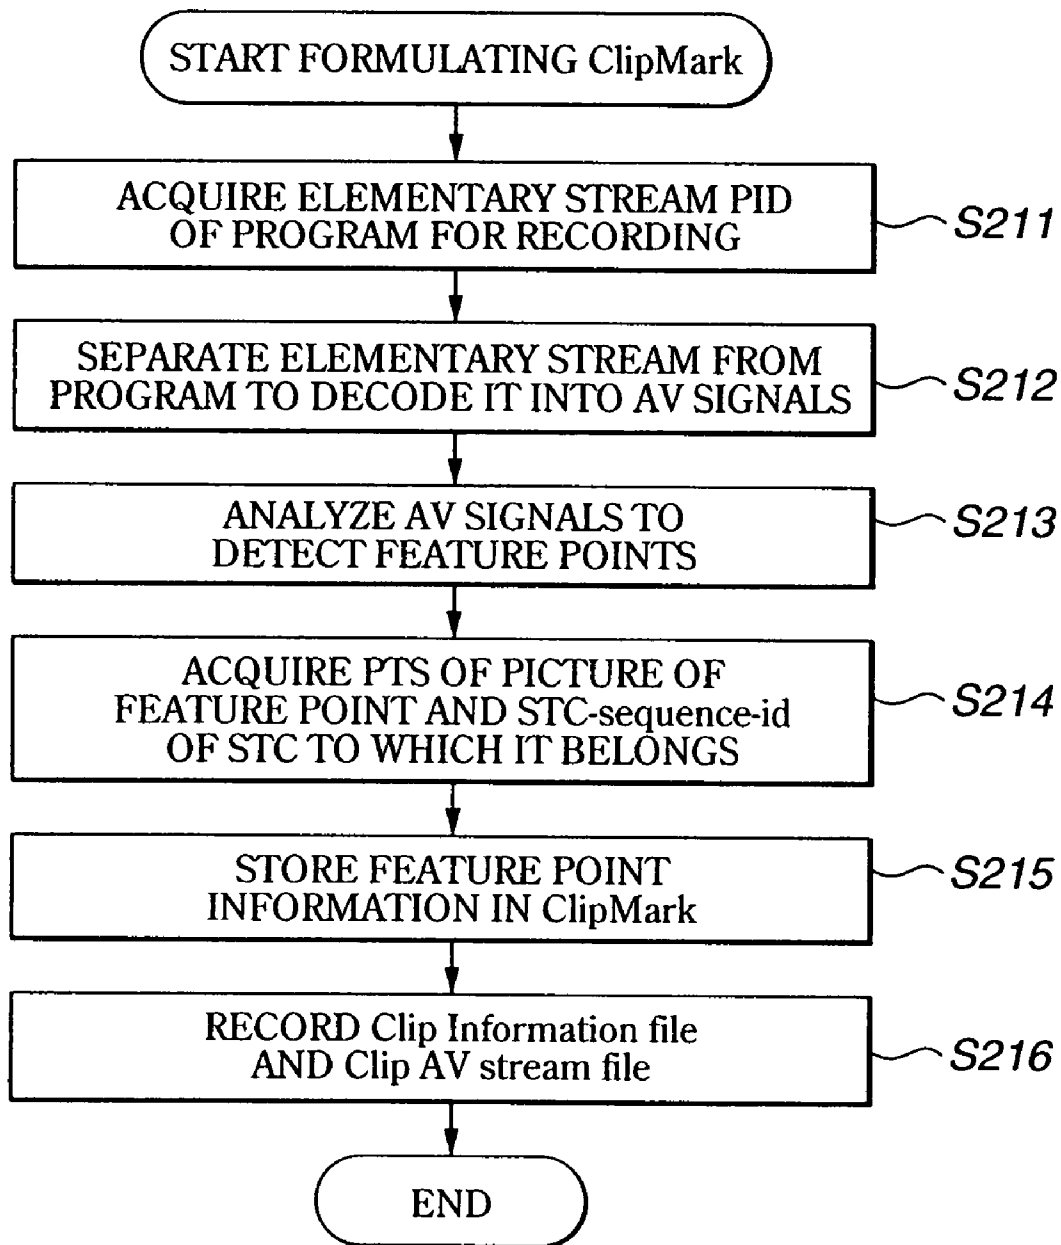 START FORMULATING ClipMark
ACQUIRE ELEMENTARY STREAM PID
OF PROGRAM FOR RECORDING
S211
SEPARATE ELEMENTARY STREAM FROM
PROGRAM TO DECODE IT INTO AV SIGNALS
S212
ANALYZE AV SIGNALS TO
DETECT FEATURE POINTS
S213
ACQUIRE PTS OF PICTURE OF
FEATURE POINT AND STC-sequence-id
OF STC TO WHICH IT BELONGS
S214
STORE FEATURE POINT
INFORMATION IN ClipMark
S215
RECORD Clip Information file
AND Clip AV stream file
S216
END